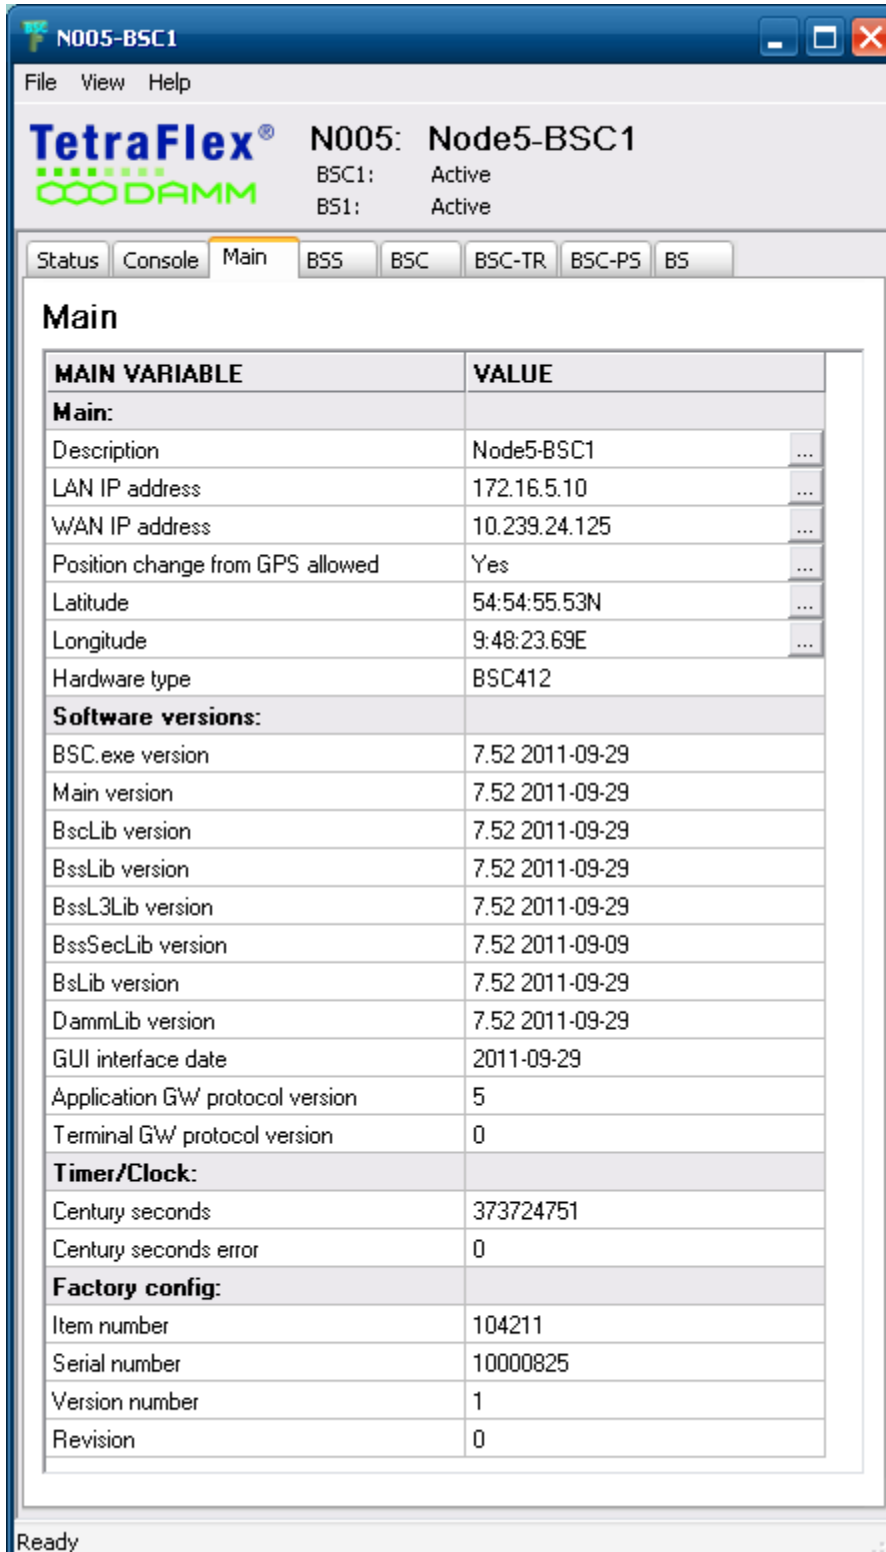 BSC
F
N005-BSC1
File View Help
TetraFlex® N005: Node5-BSC1
DAMM
BSC1: Active
BS1: Active
Status Console Main BSS BSC BSC-TR BSC-PS BS
Main
MAIN VARIABLE VALUE
Main:
Description Node5-BSC1 ...
LAN IP address 172.16.5.10 ...
WAN IP address 10.239.24.125 ...
Position change from GPS allowed Yes ...
Latitude 54:54:55.53N ...
Longitude 9:48:23.69E ...
Hardware type BSC412
Software versions:
BSC.exe version 7.52 2011-09-29
Main version 7.52 2011-09-29
BscLib version 7.52 2011-09-29
BssLib version 7.52 2011-09-29
BssL3Lib version 7.52 2011-09-29
BssSecLib version 7.52 2011-09-09
BsLib version 7.52 2011-09-29
DammLib version 7.52 2011-09-29
GUI interface date 2011-09-29
Application GW protocol version 5
Terminal GW protocol version 0
Timer/Clock:
Century seconds 373724751
Century seconds error 0
Factory config:
Item number 104211
Serial number 10000825
Version number 1
Revision 0
Ready